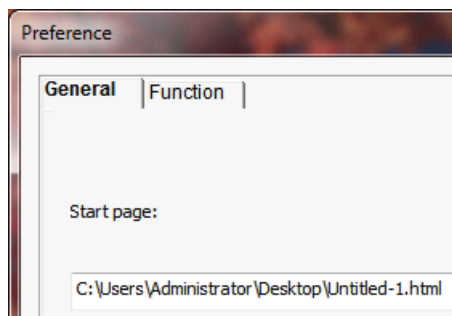 Preference
General Function
Start page:
C:\Users\Administrator\Desktop\Untitled-1.html